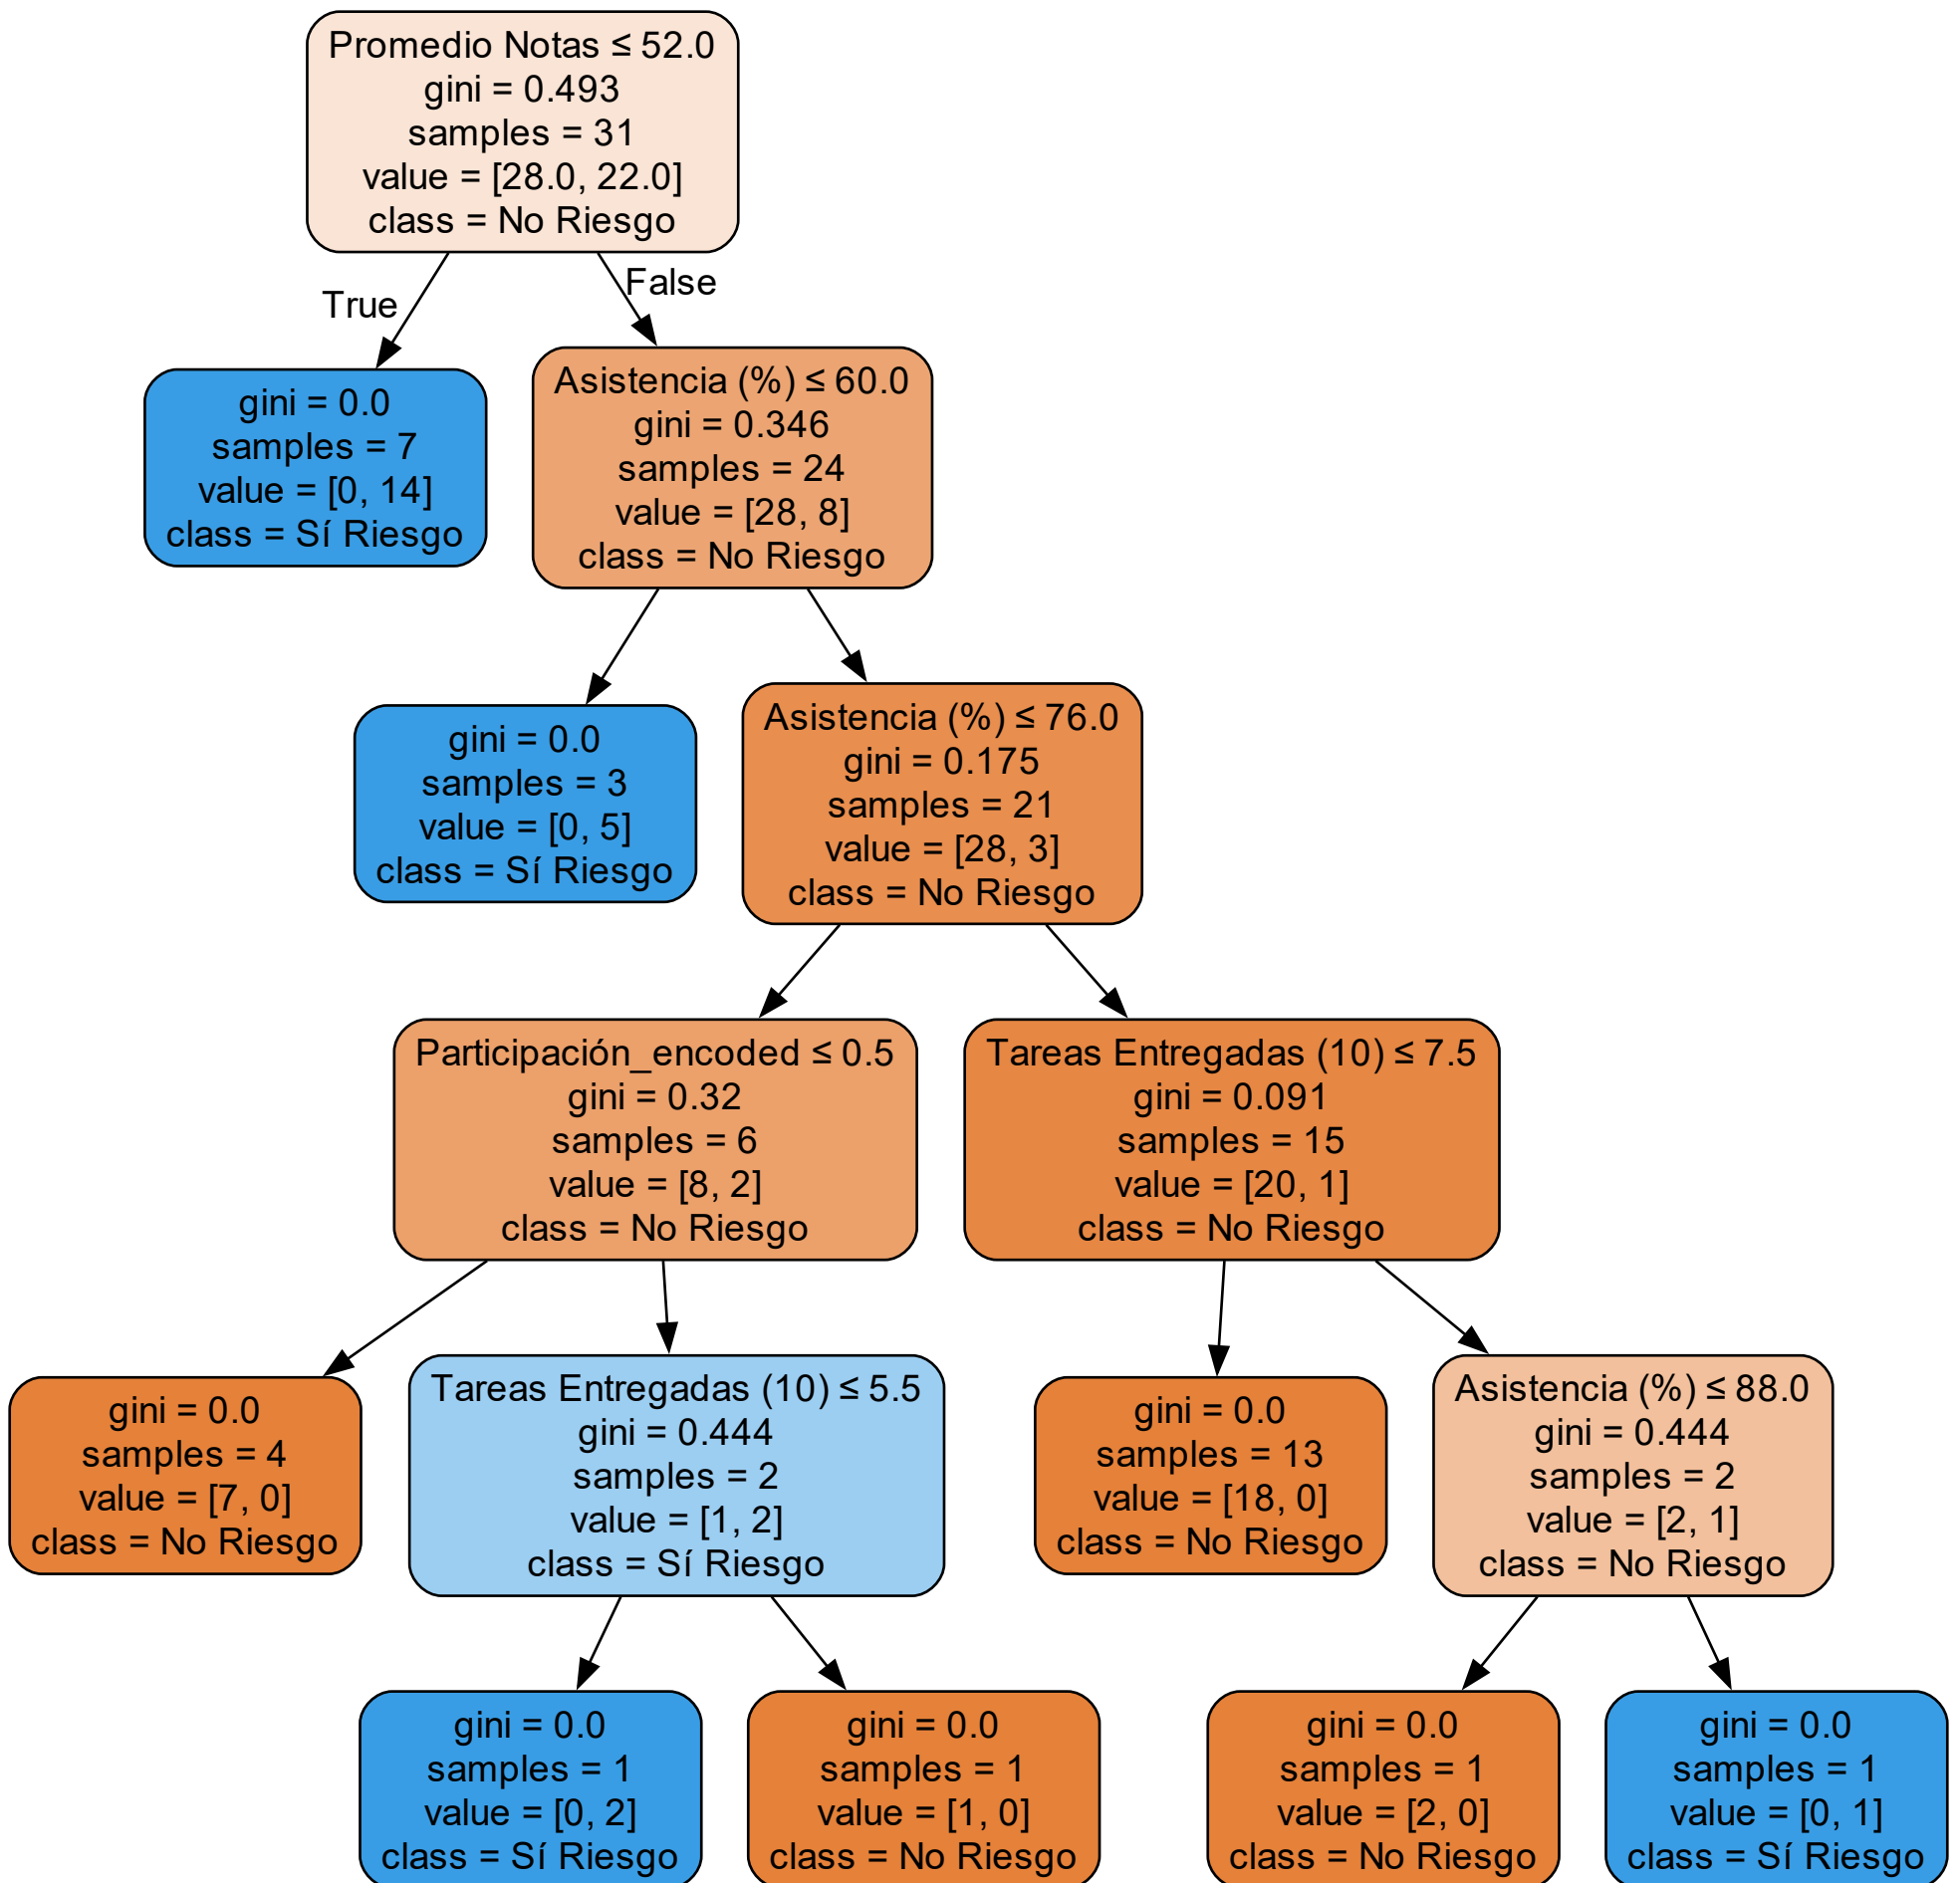 Promedio Notas ≤ 52.0
gini = 0.493
samples = 31
value = [28.0, 22.0]
class = No Riesgo
True
False
gini = 0.0
samples = 7
value = [0, 14]
class = Sí Riesgo
Asistencia (%) ≤ 60.0
gini = 0.346
samples = 24
value = [28, 8]
class = No Riesgo
gini = 0.0
samples = 3
value = [0, 5]
class = Sí Riesgo
Asistencia (%) ≤ 76.0
gini = 0.175
samples = 21
value = [28, 3]
class = No Riesgo
Participación_encoded ≤ 0.5
gini = 0.32
samples = 6
value = [8, 2]
class = No Riesgo
Tareas Entregadas (10) ≤ 7.5
gini = 0.091
samples = 15
value = [20, 1]
class = No Riesgo
gini = 0.0
samples = 4
value = [7, 0]
class = No Riesgo
Tareas Entregadas (10) ≤ 5.5
gini = 0.444
samples = 2
value = [1, 2]
class = Sí Riesgo
gini = 0.0
samples = 13
value = [18, 0]
class = No Riesgo
Asistencia (%) ≤ 88.0
gini = 0.444
samples = 2
value = [2, 1]
class = No Riesgo
gini = 0.0
samples = 1
value = [0, 2]
class = Sí Riesgo
gini = 0.0
samples = 1
value = [1, 0]
class = No Riesgo
gini = 0.0
samples = 1
value = [2, 0]
class = No Riesgo
gini = 0.0
samples = 1
value = [0, 1]
class = Sí Riesgo